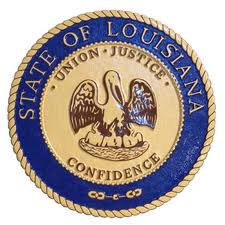 STATE OF LOUISIANA
UNION · JUSTICE
CONFIDENCE